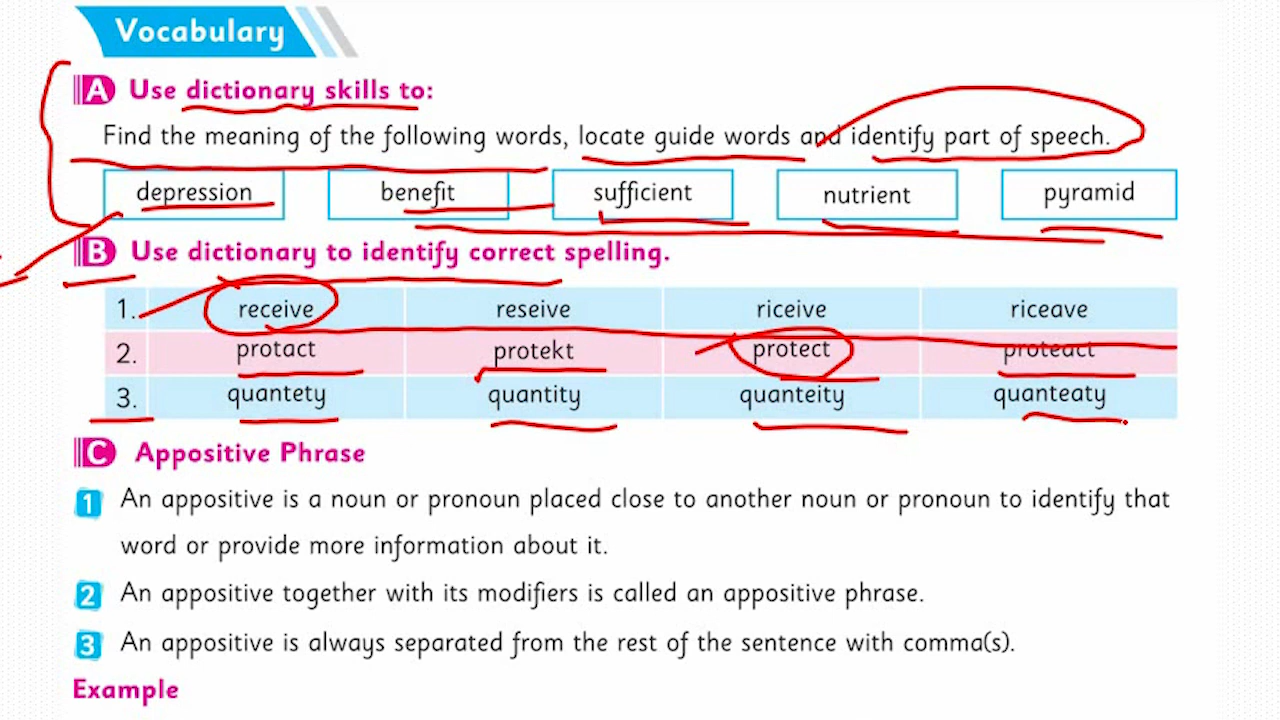 Vocabulary
A Use dictionary skills to:
Find the meaning of the following words, locate guide words and identify part of speech.
depression benefit sufficient nutrient pyramid
B Use dictionary to identify correct spelling.
1. receive reseive riceive riceave
2. protact protekt protect proteact
3. quantety quantity quanteity quanteaty
C Appositive Phrase
1 An appositive is a noun or pronoun placed close to another noun or pronoun to identify that
word or provide more information about it.
2 An appositive together with its modifiers is called an appositive phrase.
3 An appositive is always separated from the rest of the sentence with comma(s).
Example